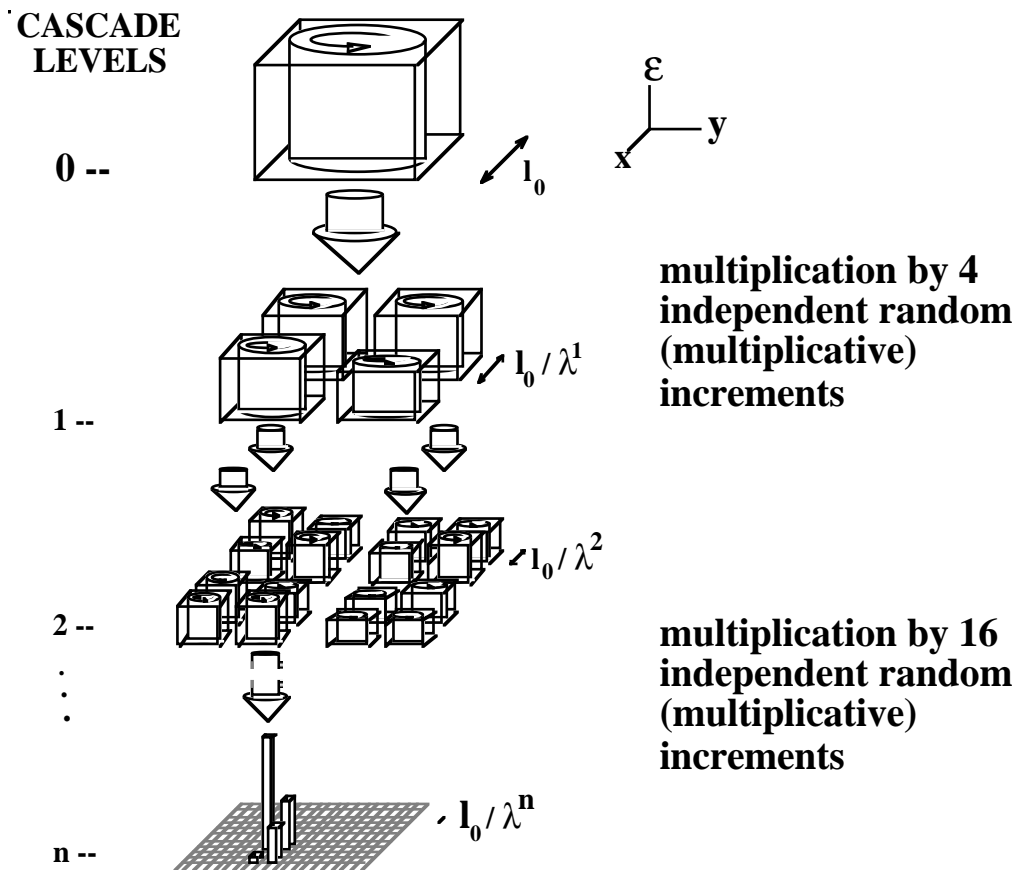 CASCADE
LEVELS
ε
y
x
0 --
l₀
multiplication by 4
independent random
(multiplicative)
increments
l₀ / λ¹
1 --
l₀ / λ²
2 --
multiplication by 16
independent random
(multiplicative)
increments
.
.
.
l₀ / λⁿ
n --